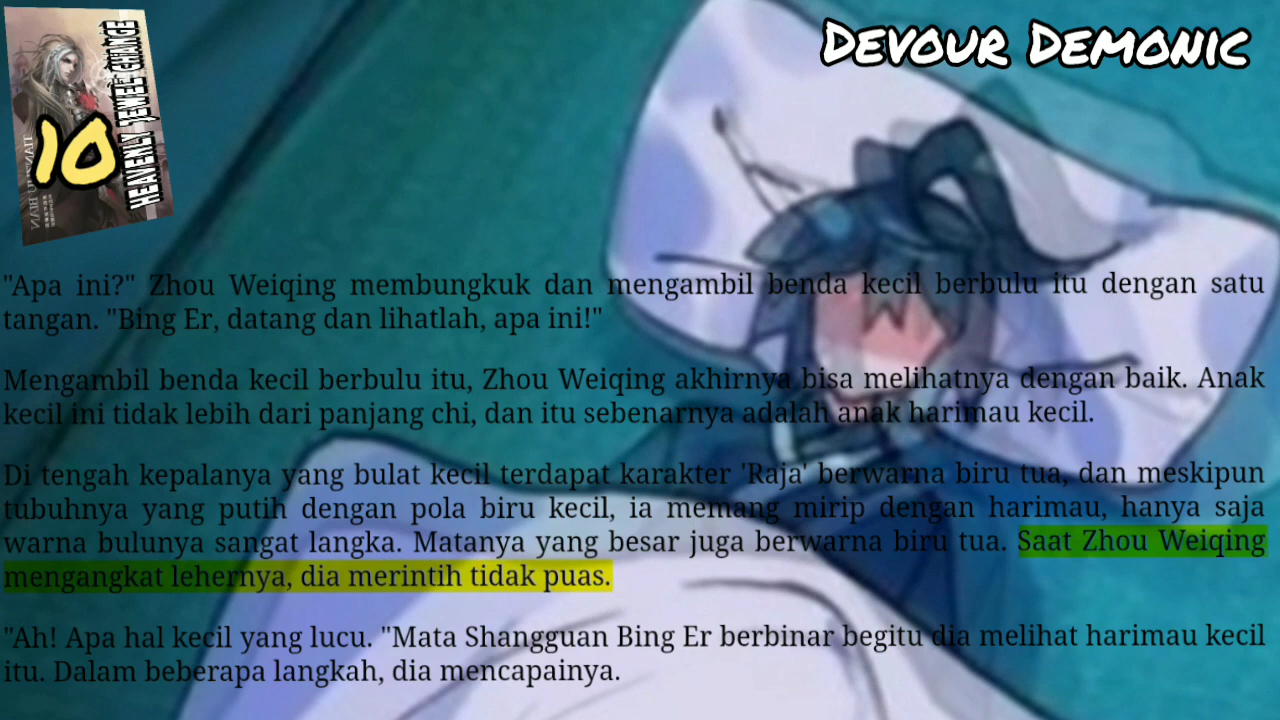 DEVOUR DEMONIC
HEAVENLY JEWEL CHANGE
10
"Apa ini?" Zhou Weiqing membungkuk dan mengambil benda kecil berbulu itu dengan satu
tangan. "Bing Er, datang dan lihatlah, apa ini!"
Mengambil benda kecil berbulu itu, Zhou Weiqing akhirnya bisa melihatnya dengan baik. Anak
kecil ini tidak lebih dari panjang chi, dan itu sebenarnya adalah anak harimau kecil.
Di tengah kepalanya yang bulat kecil terdapat karakter 'Raja' berwarna biru tua, dan meskipun
tubuhnya yang putih dengan pola biru kecil, ia memang mirip dengan harimau, hanya saja
warna bulunya sangat langka. Matanya yang besar juga berwarna biru tua. Saat Zhou Weiqing
mengangkat lehernya, dia merintih tidak puas.
"Ah! Apa hal kecil yang lucu. "Mata Shangguan Bing Er berbinar begitu dia melihat harimau kecil
itu. Dalam beberapa langkah, dia mencapainya.